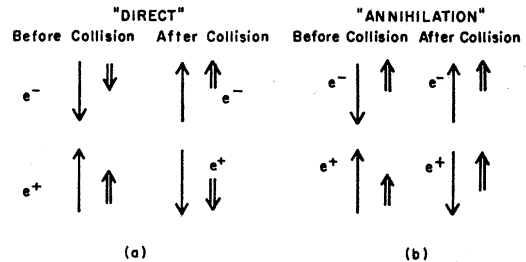 "DIRECT" "ANNIHILATION"
Before Collision After Collision Before Collision After Collision
e⁻ e⁻ e⁻ e⁻
e⁺ e⁺ e⁺ e⁺
(a) (b)